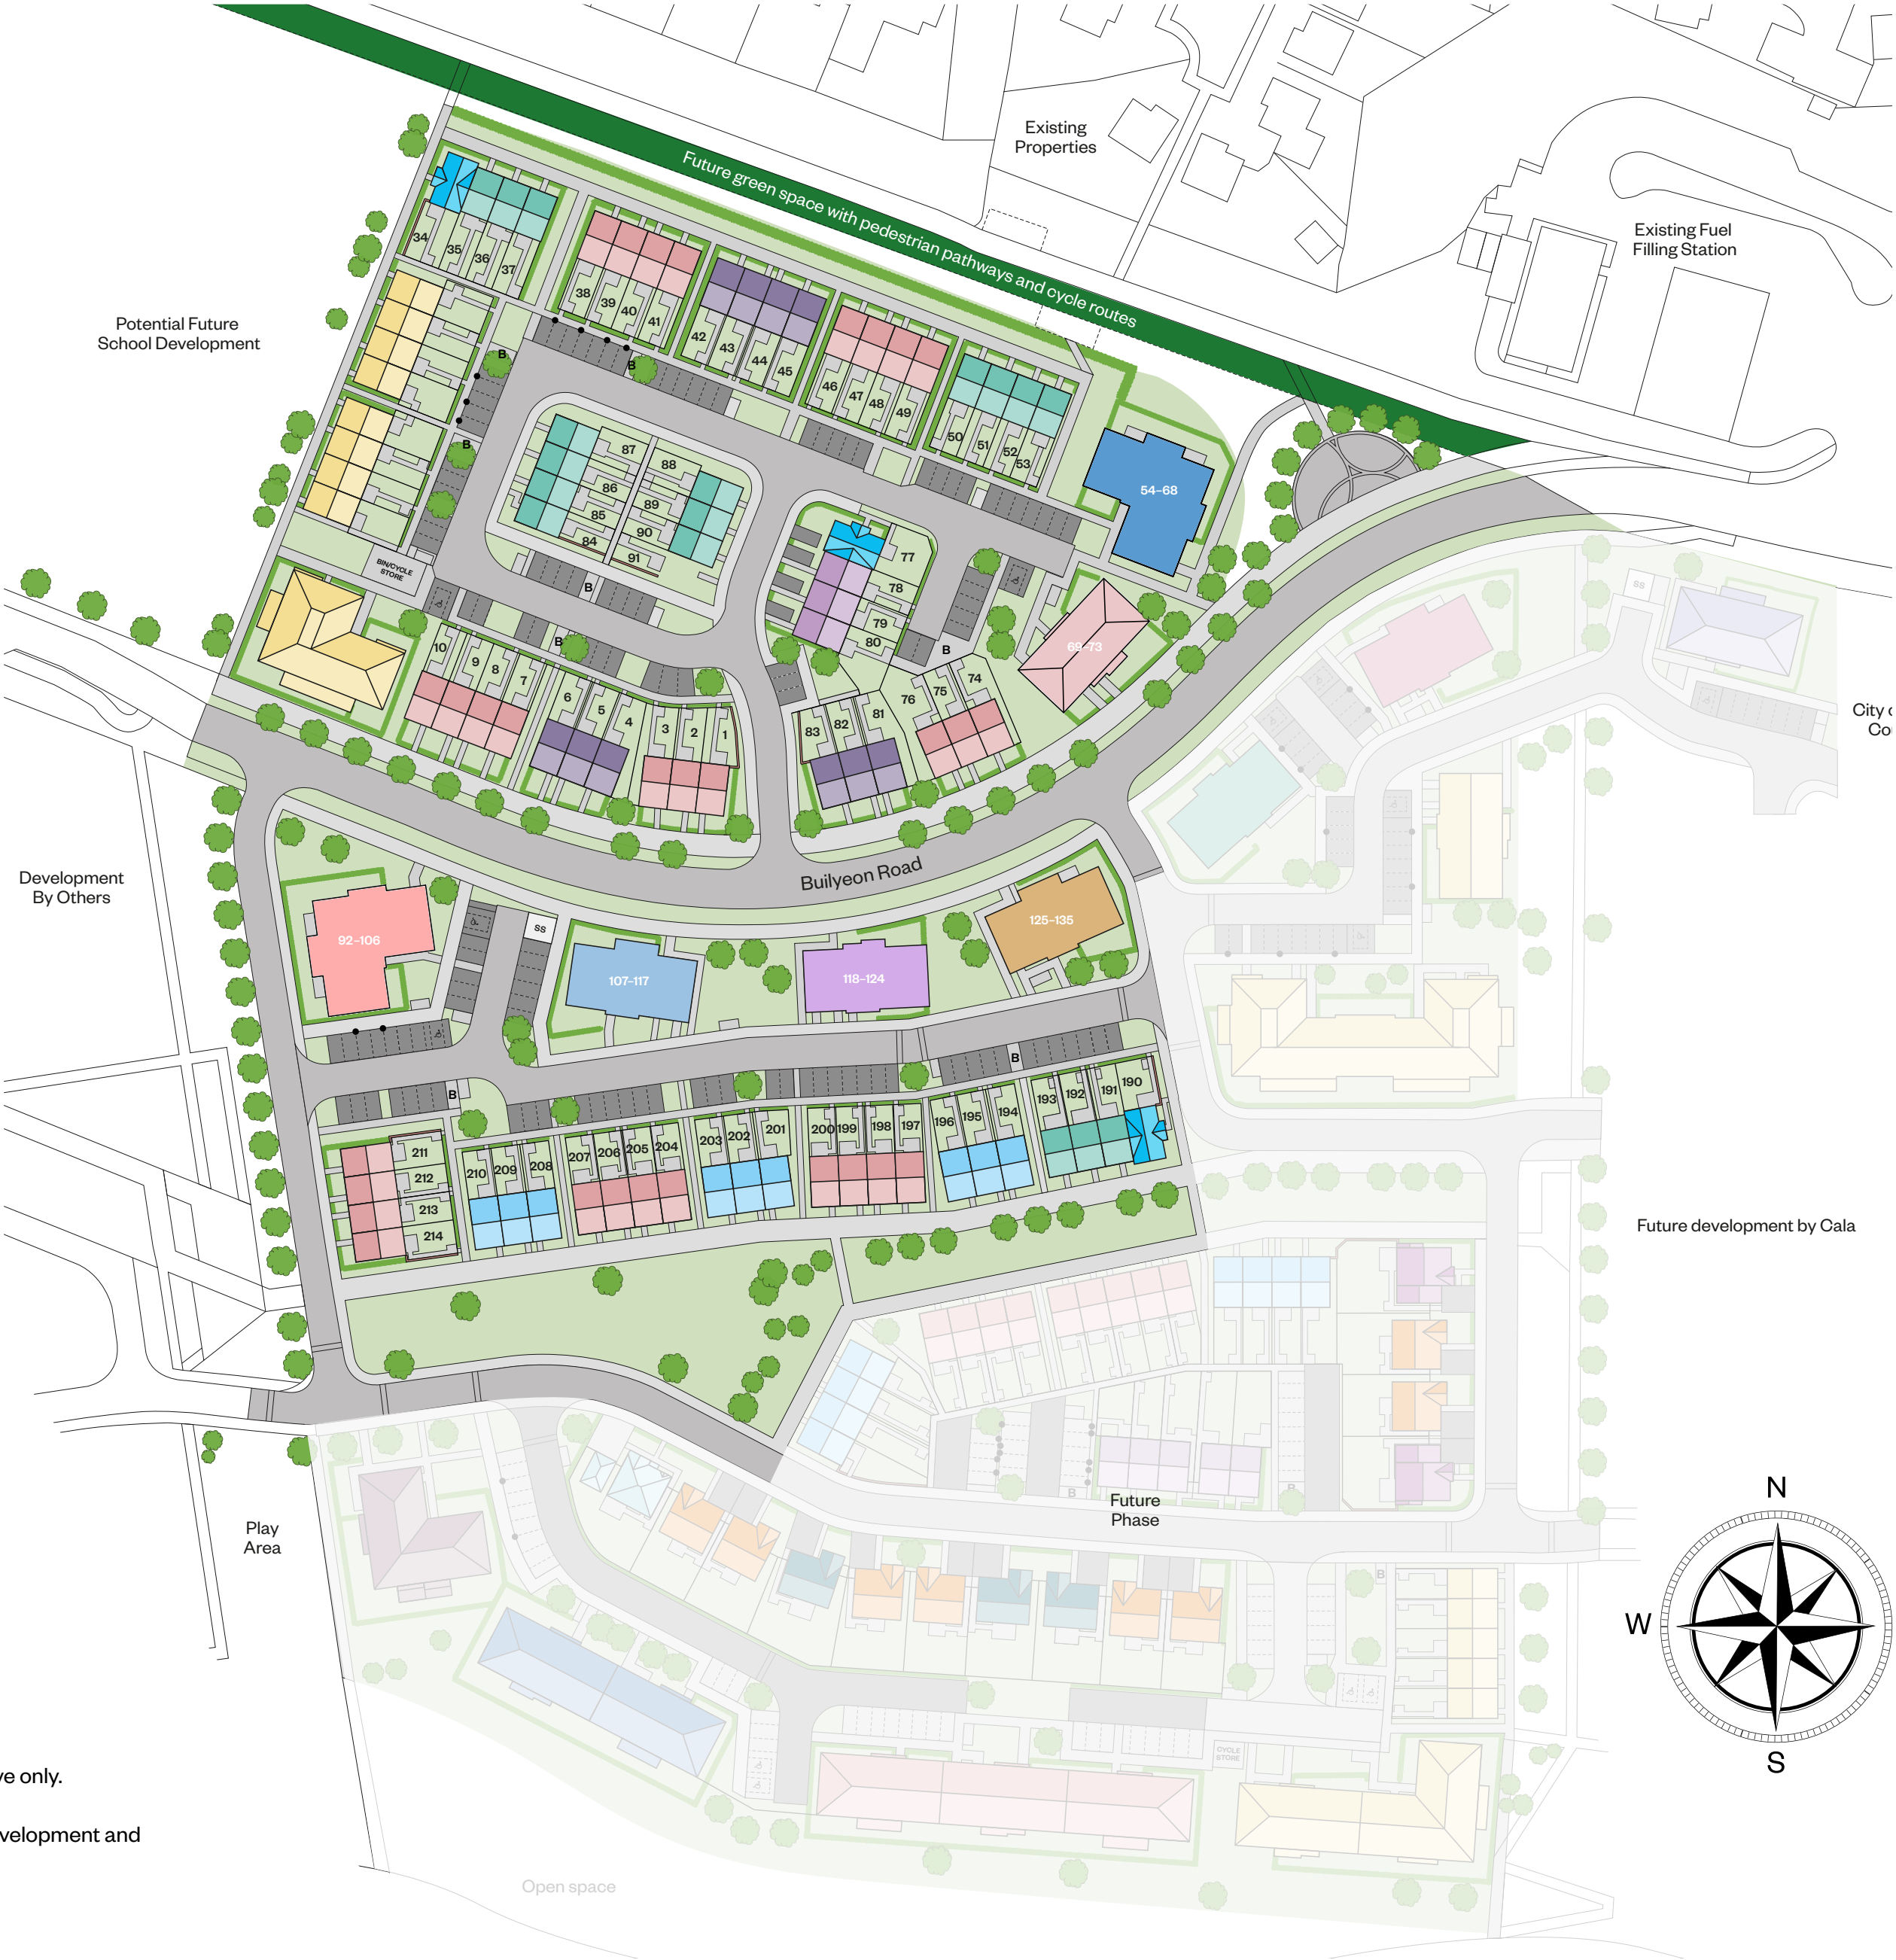 Existing
Properties
Future green space with pedestrian pathways and cycle routes
Existing Fuel
Filling Station
Potential Future
School Development
34
35
36
37
38
39
40
41
42
43
44
45
46
47
48
49
50
51
52
53
B
B
B
54–68
87
88
86
89
85
90
84
91
B
77
78
79
80
BIN/CYCLE
STORE
B
B
69–73
10
9
8
7
6
5
4
3
2
1
83
82
81
76
75
74
SS
City
Development
By Others
Builyeon Road
92–106
SS
107–117
118–124
125–135
B
B
211
212
213
214
210
209
208
207
206
205
204
203
202
201
200
199
198
197
196
195
194
193
192
191
190
Future development by Cala
B
B
Future
Phase
Play
Area
B
CYCLE
STORE
N
W
S
ve only.
velopment and
Open space